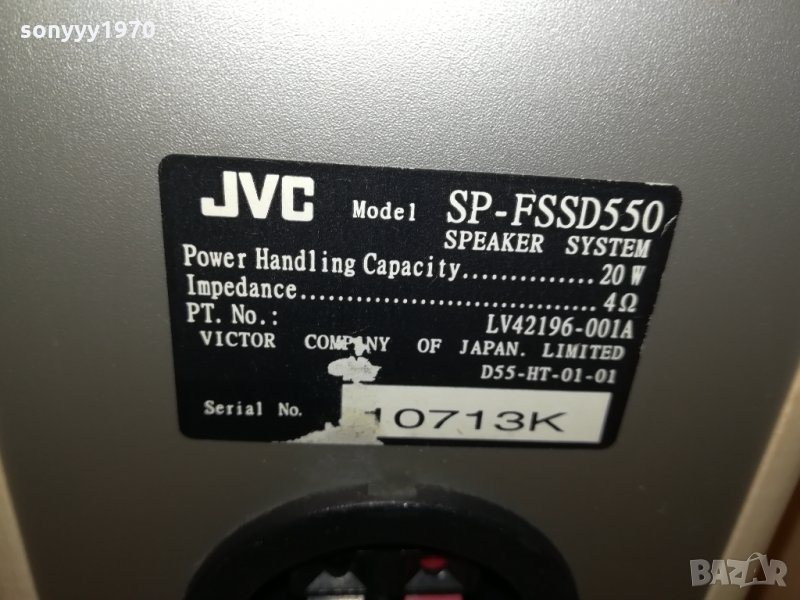 sonyyy1970
JVC Model SP-FSSD550
SPEAKER SYSTEM
Power Handling Capacity.............. 20 W
Impedance................................ 4Ω
PT. No.: LV42196-001A
VICTOR COMPANY OF JAPAN. LIMITED
D55-HT-01-01
Serial No. 10713K
BAZAR